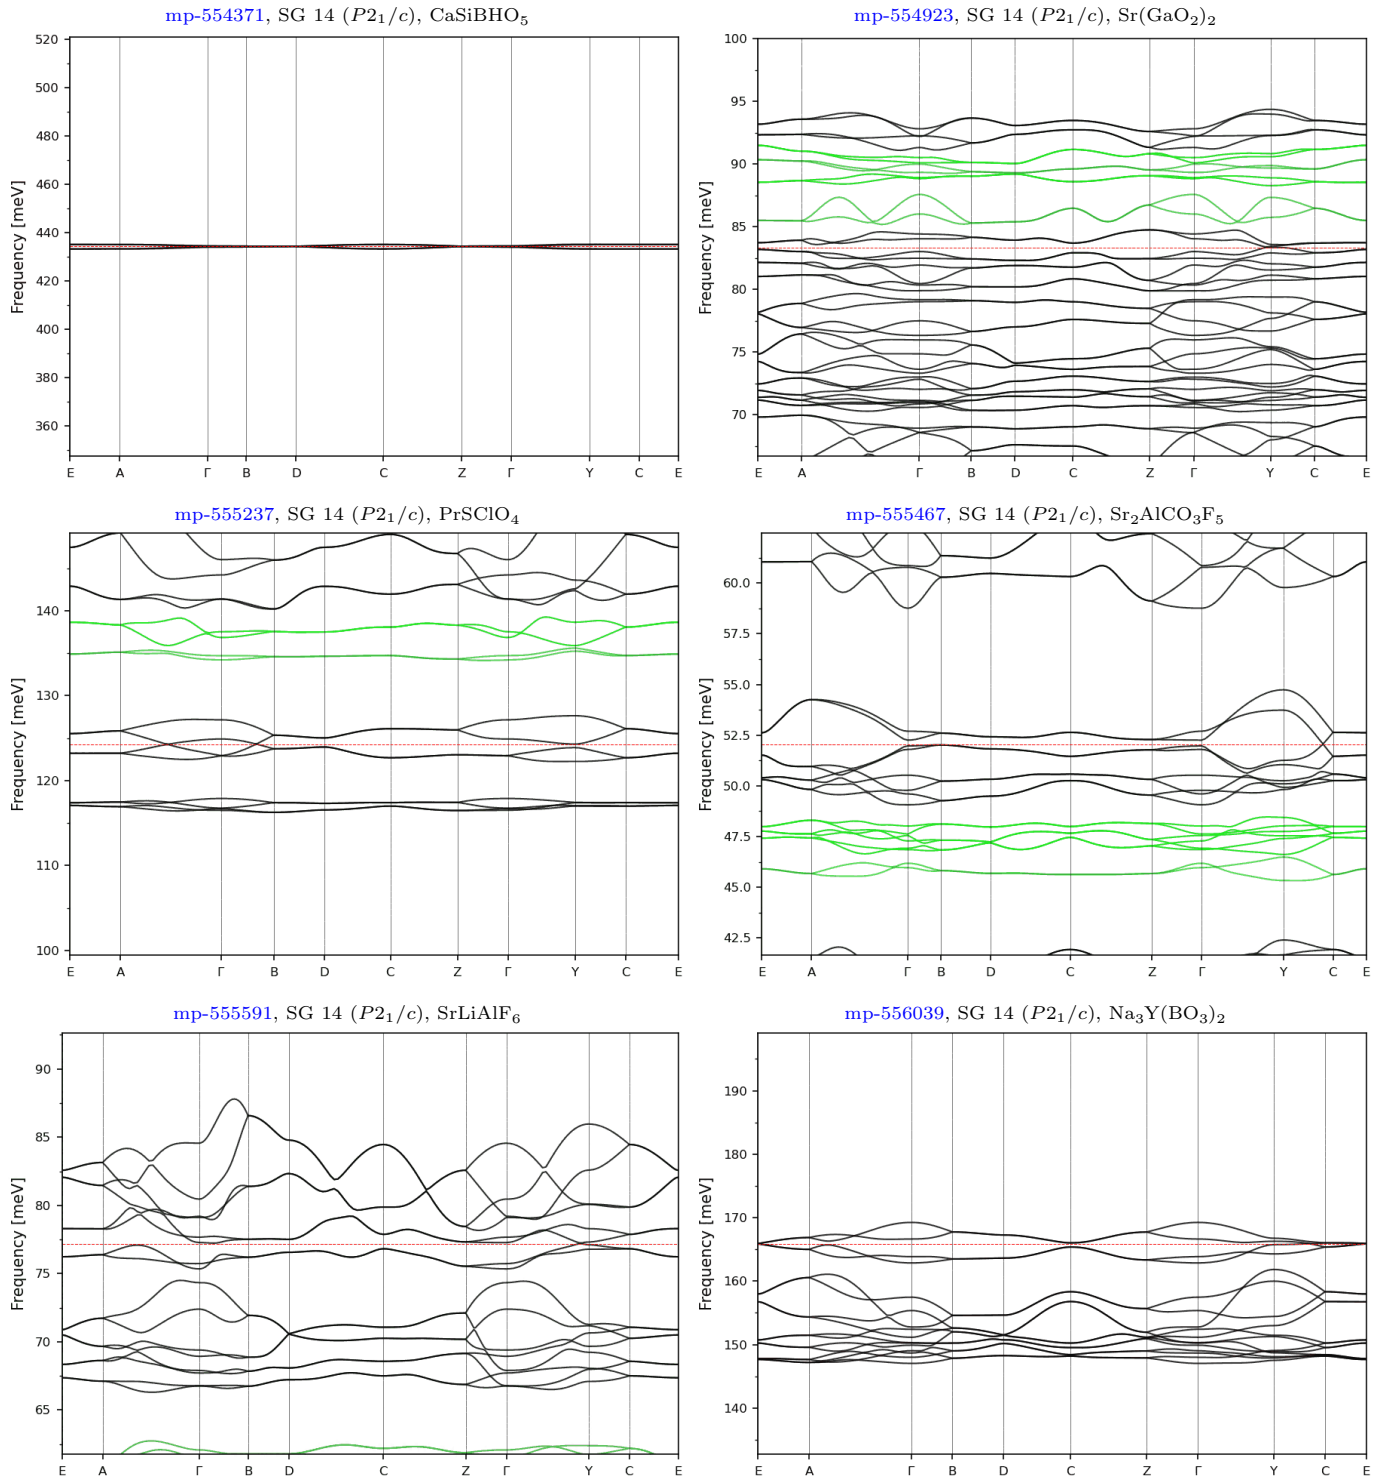 mp-554371, SG 14 (P2₁/c), CaSiBHO₅
520
500
480
460
440
420
400
380
360
Frequency [meV]
E A Γ B D C Z Γ Y C E
mp-554923, SG 14 (P2₁/c), Sr(GaO₂)₂
100
95
90
85
80
75
70
Frequency [meV]
E A Γ B D C Z Γ Y C E
mp-555237, SG 14 (P2₁/c), PrSClO₄
140
130
120
110
100
Frequency [meV]
E A Γ B D C Z Γ Y C E
mp-555467, SG 14 (P2₁/c), Sr₂AlCO₃F₅
60.0
57.5
55.0
52.5
50.0
47.5
45.0
42.5
Frequency [meV]
E A Γ B D C Z Γ Y C E
mp-555591, SG 14 (P2₁/c), SrLiAlF₆
90
85
80
75
70
65
Frequency [meV]
E A Γ B D C Z Γ Y C E
mp-556039, SG 14 (P2₁/c), Na₃Y(BO₃)₂
190
180
170
160
150
140
Frequency [meV]
E A Γ B D C Z Γ Y C E